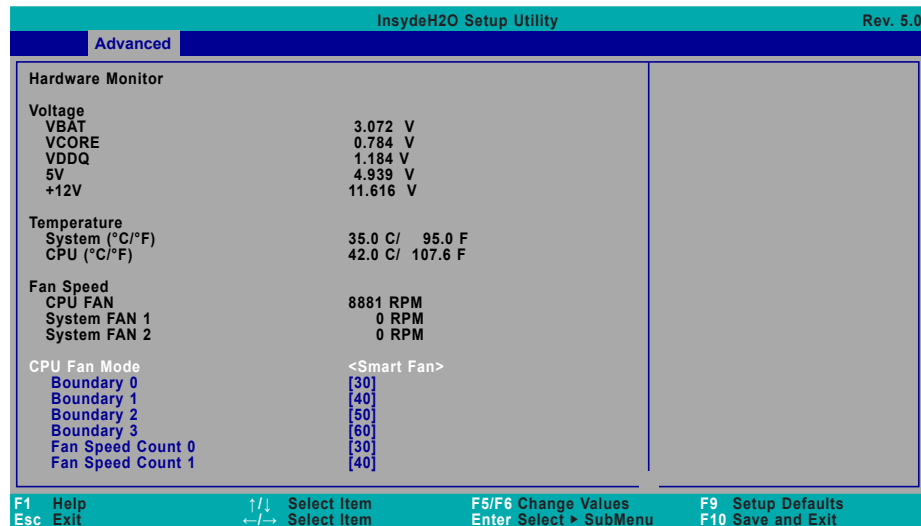 InsydeH2O Setup Utility Rev. 5.0
Advanced
Hardware Monitor
Voltage
VBAT 3.072 V
VCORE 0.784 V
VDDQ 1.184 V
5V 4.939 V
+12V 11.616 V
Temperature
System (°C/°F) 35.0 C/ 95.0 F
CPU (°C/°F) 42.0 C/ 107.6 F
Fan Speed
CPU FAN 8881 RPM
System FAN 1 0 RPM
System FAN 2 0 RPM
CPU Fan Mode <Smart Fan>
Boundary 0 [30]
Boundary 1 [40]
Boundary 2 [50]
Boundary 3 [60]
Fan Speed Count 0 [30]
Fan Speed Count 1 [40]
F1 Help ↑/↓ Select Item F5/F6 Change Values F9 Setup Defaults
Esc Exit ←/→ Select Item Enter Select ▶ SubMenu F10 Save and Exit